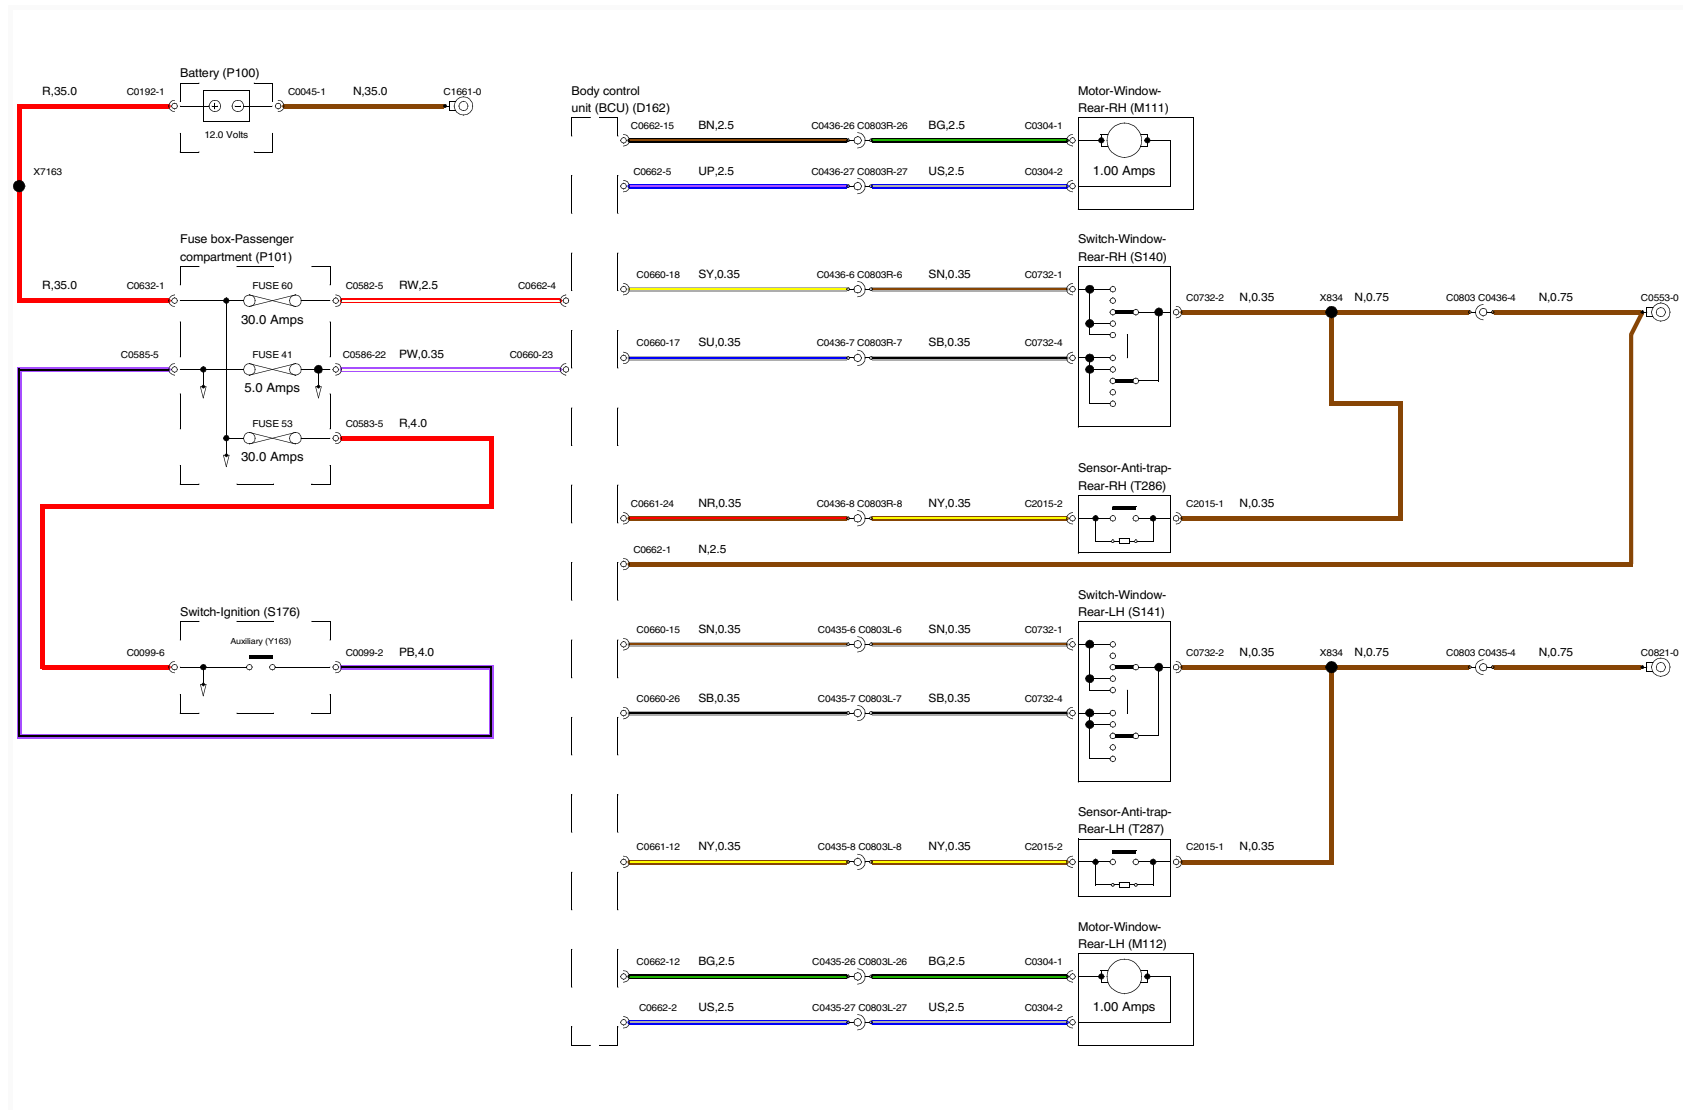 Battery (P100)
R,35.0
C0192-1
C0045-1
N,35.0
C1661-0
12.0 Volts
X7163
Fuse box-Passenger
compartment (P101)
R,35.0
C0632-1
FUSE 60
30.0 Amps
C0582-5
RW,2.5
C0662-4
C0585-5
FUSE 41
5.0 Amps
C0586-22
PW,0.35
C0660-23
FUSE 53
30.0 Amps
C0583-5
R,4.0
Switch-Ignition (S176)
Auxiliary (Y163)
C0099-6
C0099-2
PB,4.0
Body control
unit (BCU) (D162)
C0662-15
BN,2.5
C0436-26 C0803R-26
BG,2.5
C0304-1
Motor-Window-
Rear-RH (M111)
1.00 Amps
C0662-5
UP,2.5
C0436-27 C0803R-27
US,2.5
C0304-2
Switch-Window-
Rear-RH (S140)
C0660-18
SY,0.35
C0436-6 C0803R-6
SN,0.35
C0732-1
C0732-2
N,0.35
X834
N,0.75
C0803 C0436-4
N,0.75
C0553-0
C0660-17
SU,0.35
C0436-7 C0803R-7
SB,0.35
C0732-4
Sensor-Anti-trap-
Rear-RH (T286)
C0661-24
NR,0.35
C0436-8 C0803R-8
NY,0.35
C2015-2
C2015-1
N,0.35
C0662-1
N,2.5
Switch-Window-
Rear-LH (S141)
C0660-15
SN,0.35
C0435-6 C0803L-6
SN,0.35
C0732-1
C0732-2
N,0.35
X834
N,0.75
C0803 C0435-4
N,0.75
C0821-0
C0660-26
SB,0.35
C0435-7 C0803L-7
SB,0.35
C0732-4
Sensor-Anti-trap-
Rear-LH (T287)
C0661-12
NY,0.35
C0435-8 C0803L-8
NY,0.35
C2015-2
C2015-1
N,0.35
Motor-Window-
Rear-LH (M112)
C0662-12
BG,2.5
C0435-26 C0803L-26
BG,2.5
C0304-1
1.00 Amps
C0662-2
US,2.5
C0435-27 C0803L-27
US,2.5
C0304-2